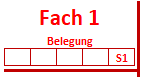 Fach 1
Belegung
S1